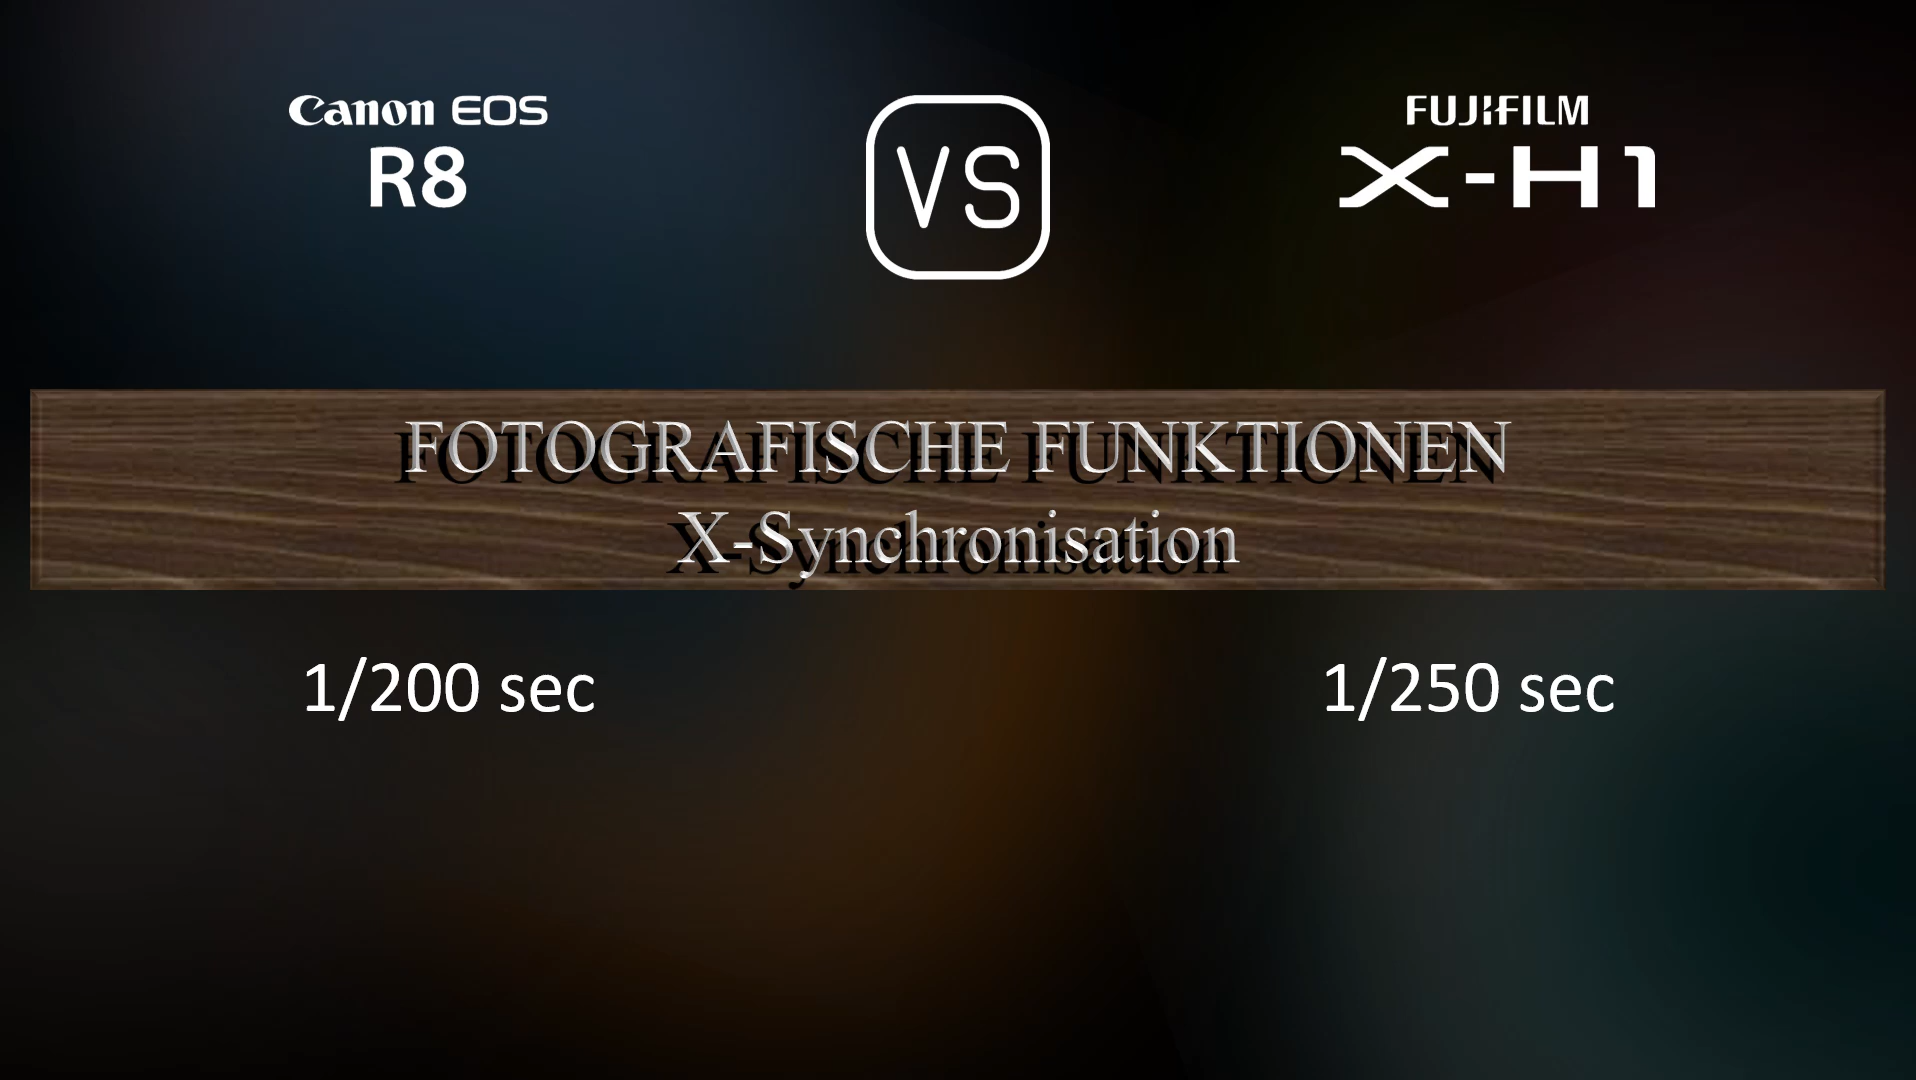 Canon EOS
R8
VS
FUJIFILM
X-H1
FOTOGRAFISCHE FUNKTIONEN
X-Synchronisation
1/200 sec
1/250 sec